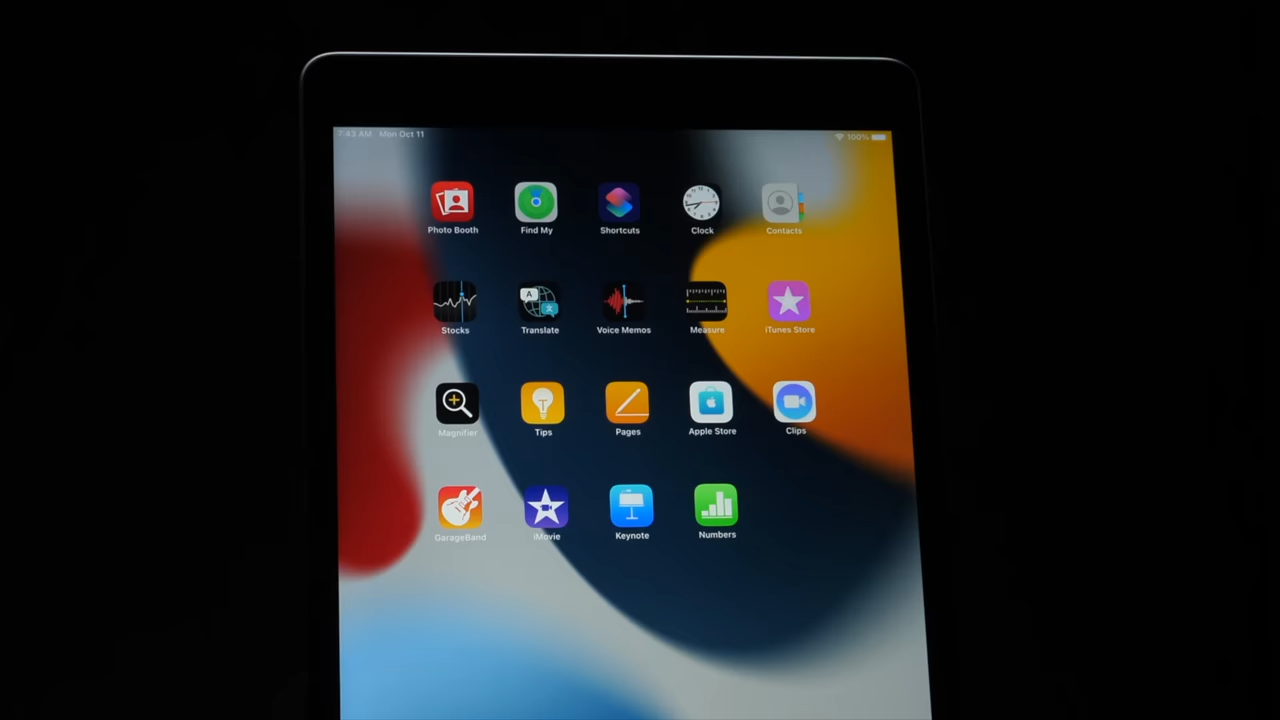 7:43 AM Mon Oct 11 100%
Photo Booth Find My Shortcuts Clock Contacts
A 文
Stocks Translate Voice Memos Measure iTunes Store
Magnifier Tips Pages Apple Store Clips
GarageBand iMovie Keynote Numbers